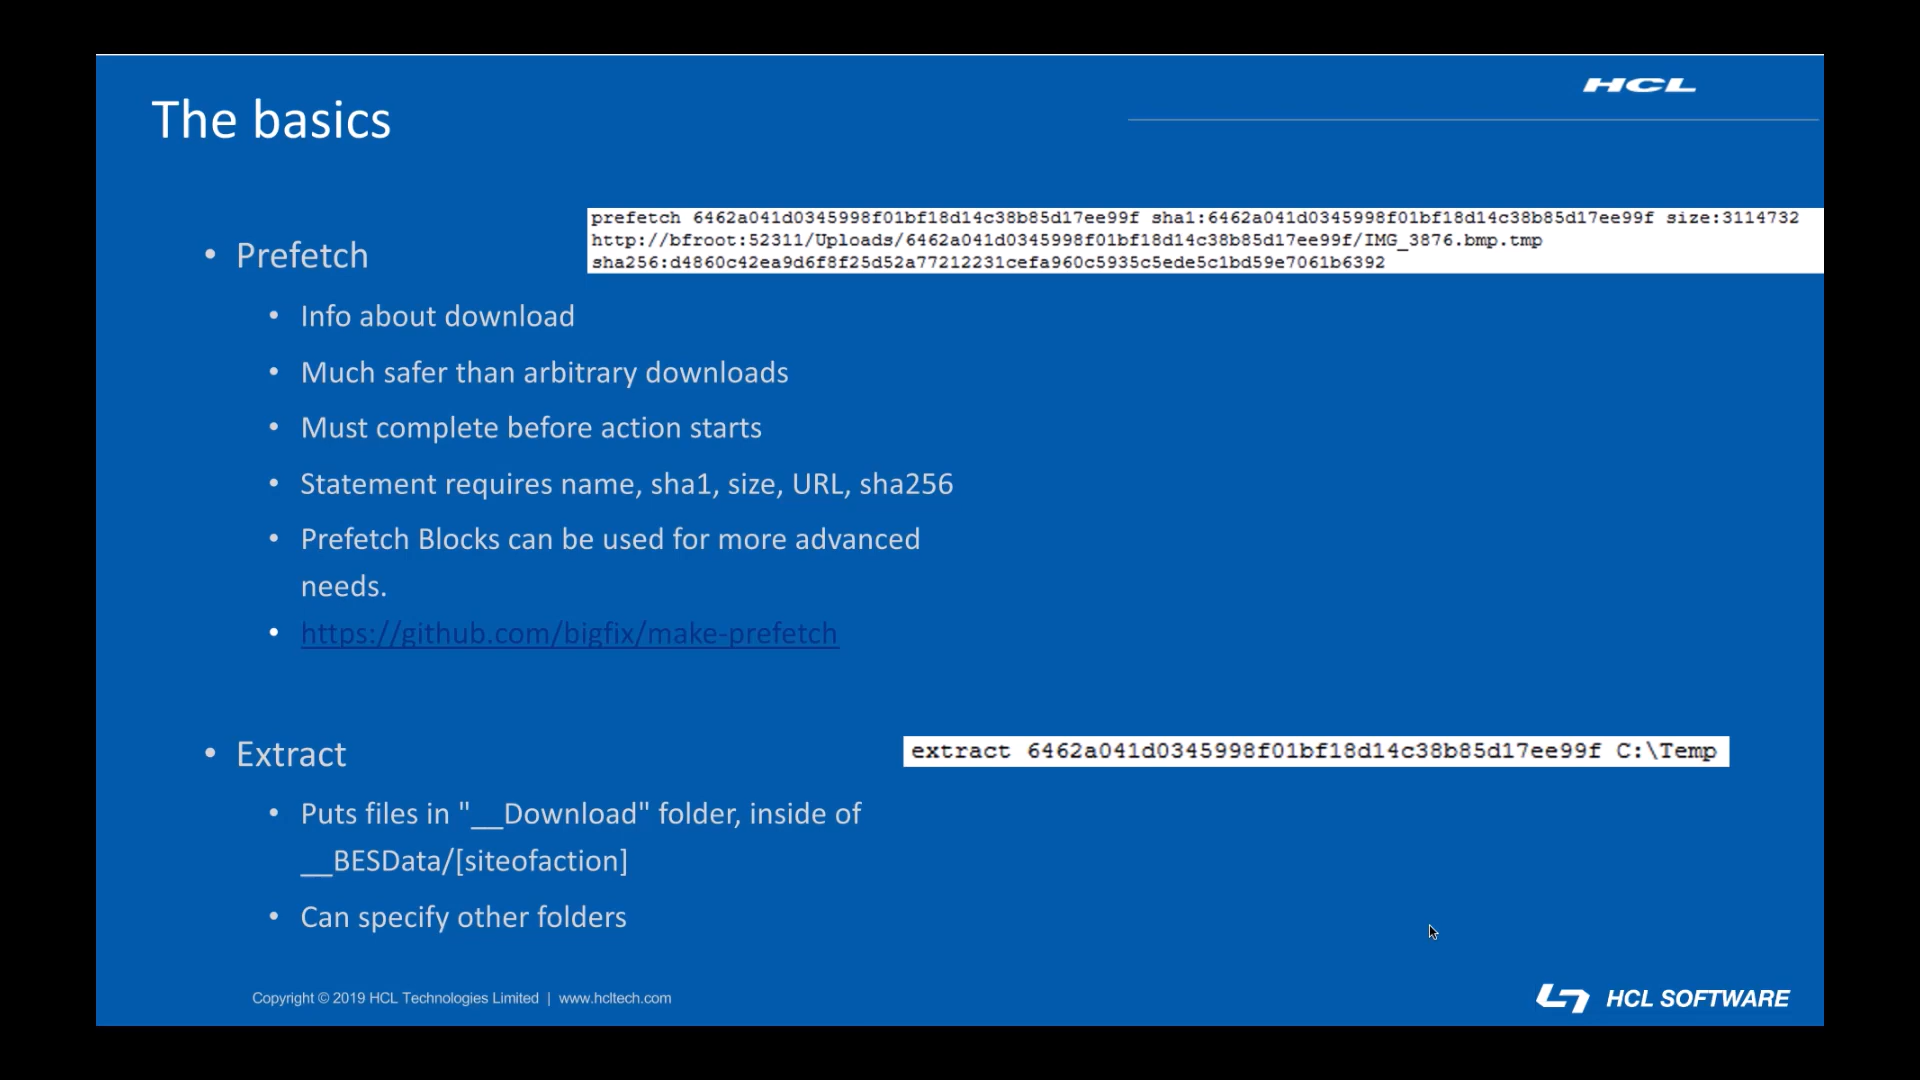 HCL
The basics
prefetch 6462a041d0345998f01bf18d14c38b85d17ee99f sha1:6462a041d0345998f01bf18d14c38b85d17ee99f size:3114732
http://bfroot:52311/Uploads/6462a041d0345998f01bf18d14c38b85d17ee99f/IMG_3876.bmp.tmp
sha256:d4860c42ea9d6f8f25d52a77212231cefa960c5935c5ede5c1bd59e7061b6392
• Prefetch
• Info about download
• Much safer than arbitrary downloads
• Must complete before action starts
• Statement requires name, sha1, size, URL, sha256
• Prefetch Blocks can be used for more advanced
needs.
• https://github.com/bigfix/make-prefetch
• Extract
extract 6462a041d0345998f01bf18d14c38b85d17ee99f C:\Temp
• Puts files in "__Download" folder, inside of
__BESData/[siteofaction]
• Can specify other folders
Copyright © 2019 HCL Technologies Limited | www.hcltech.com
HCL SOFTWARE